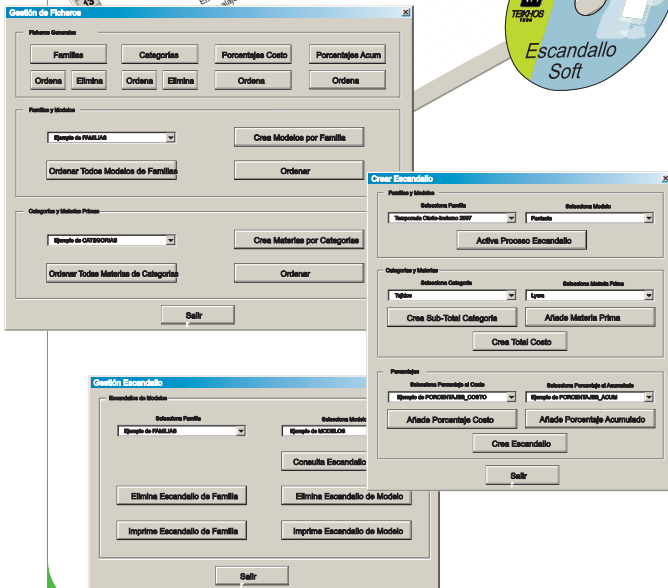 TEIKHOS
Escandallo
Soft
Gestión de Ficheros
Ficheros Generales
Familias
Categorias
Porcentajes Costo
Porcentajes Acum
Ordena
Elimina
Ordena
Elimina
Ordena
Ordena
Familias y Modelos
Ejemplo de FAMILIAS
Crea Modelos por Familia
Ordenar Todos Modelos de Familias
Ordenar
Categorias y Materias Primas
Ejemplo de CATEGORIAS
Crea Materias por Categorias
Ordenar Todas Materias de Categorias
Ordenar
Salir
Crear Escandallo
Familias y Modelos
Selecciona Familia
Selecciona Modelo
Temporada Otoño-Invierno 2007
Fantasia
Activa Proceso Escandallo
Categorias y Materias
Selecciona Categoria
Selecciona Materia Prima
Tejidos
Lycra
Crea Sub-Total Categoria
Añade Materia Prima
Crea Total Costo
Porcentajes
Selecciona Porcentaje al Costo
Selecciona Porcentaje al Acumulado
Ejemplo de PORCENTAJES_COSTO
Ejemplo de PORCENTAJES_ACUM
Añade Porcentaje Costo
Añade Porcentaje Acumulado
Crea Escandallo
Salir
Gestión Escandallo
Escandallos de Modelos
Selecciona Familia
Selecciona Modelo
Ejemplo de FAMILIAS
Ejemplo de MODELOS
Consulta Escandallo
Elimina Escandallo de Familia
Elimina Escandallo de Modelo
Imprime Escandallo de Familia
Imprime Escandallo de Modelo
Salir